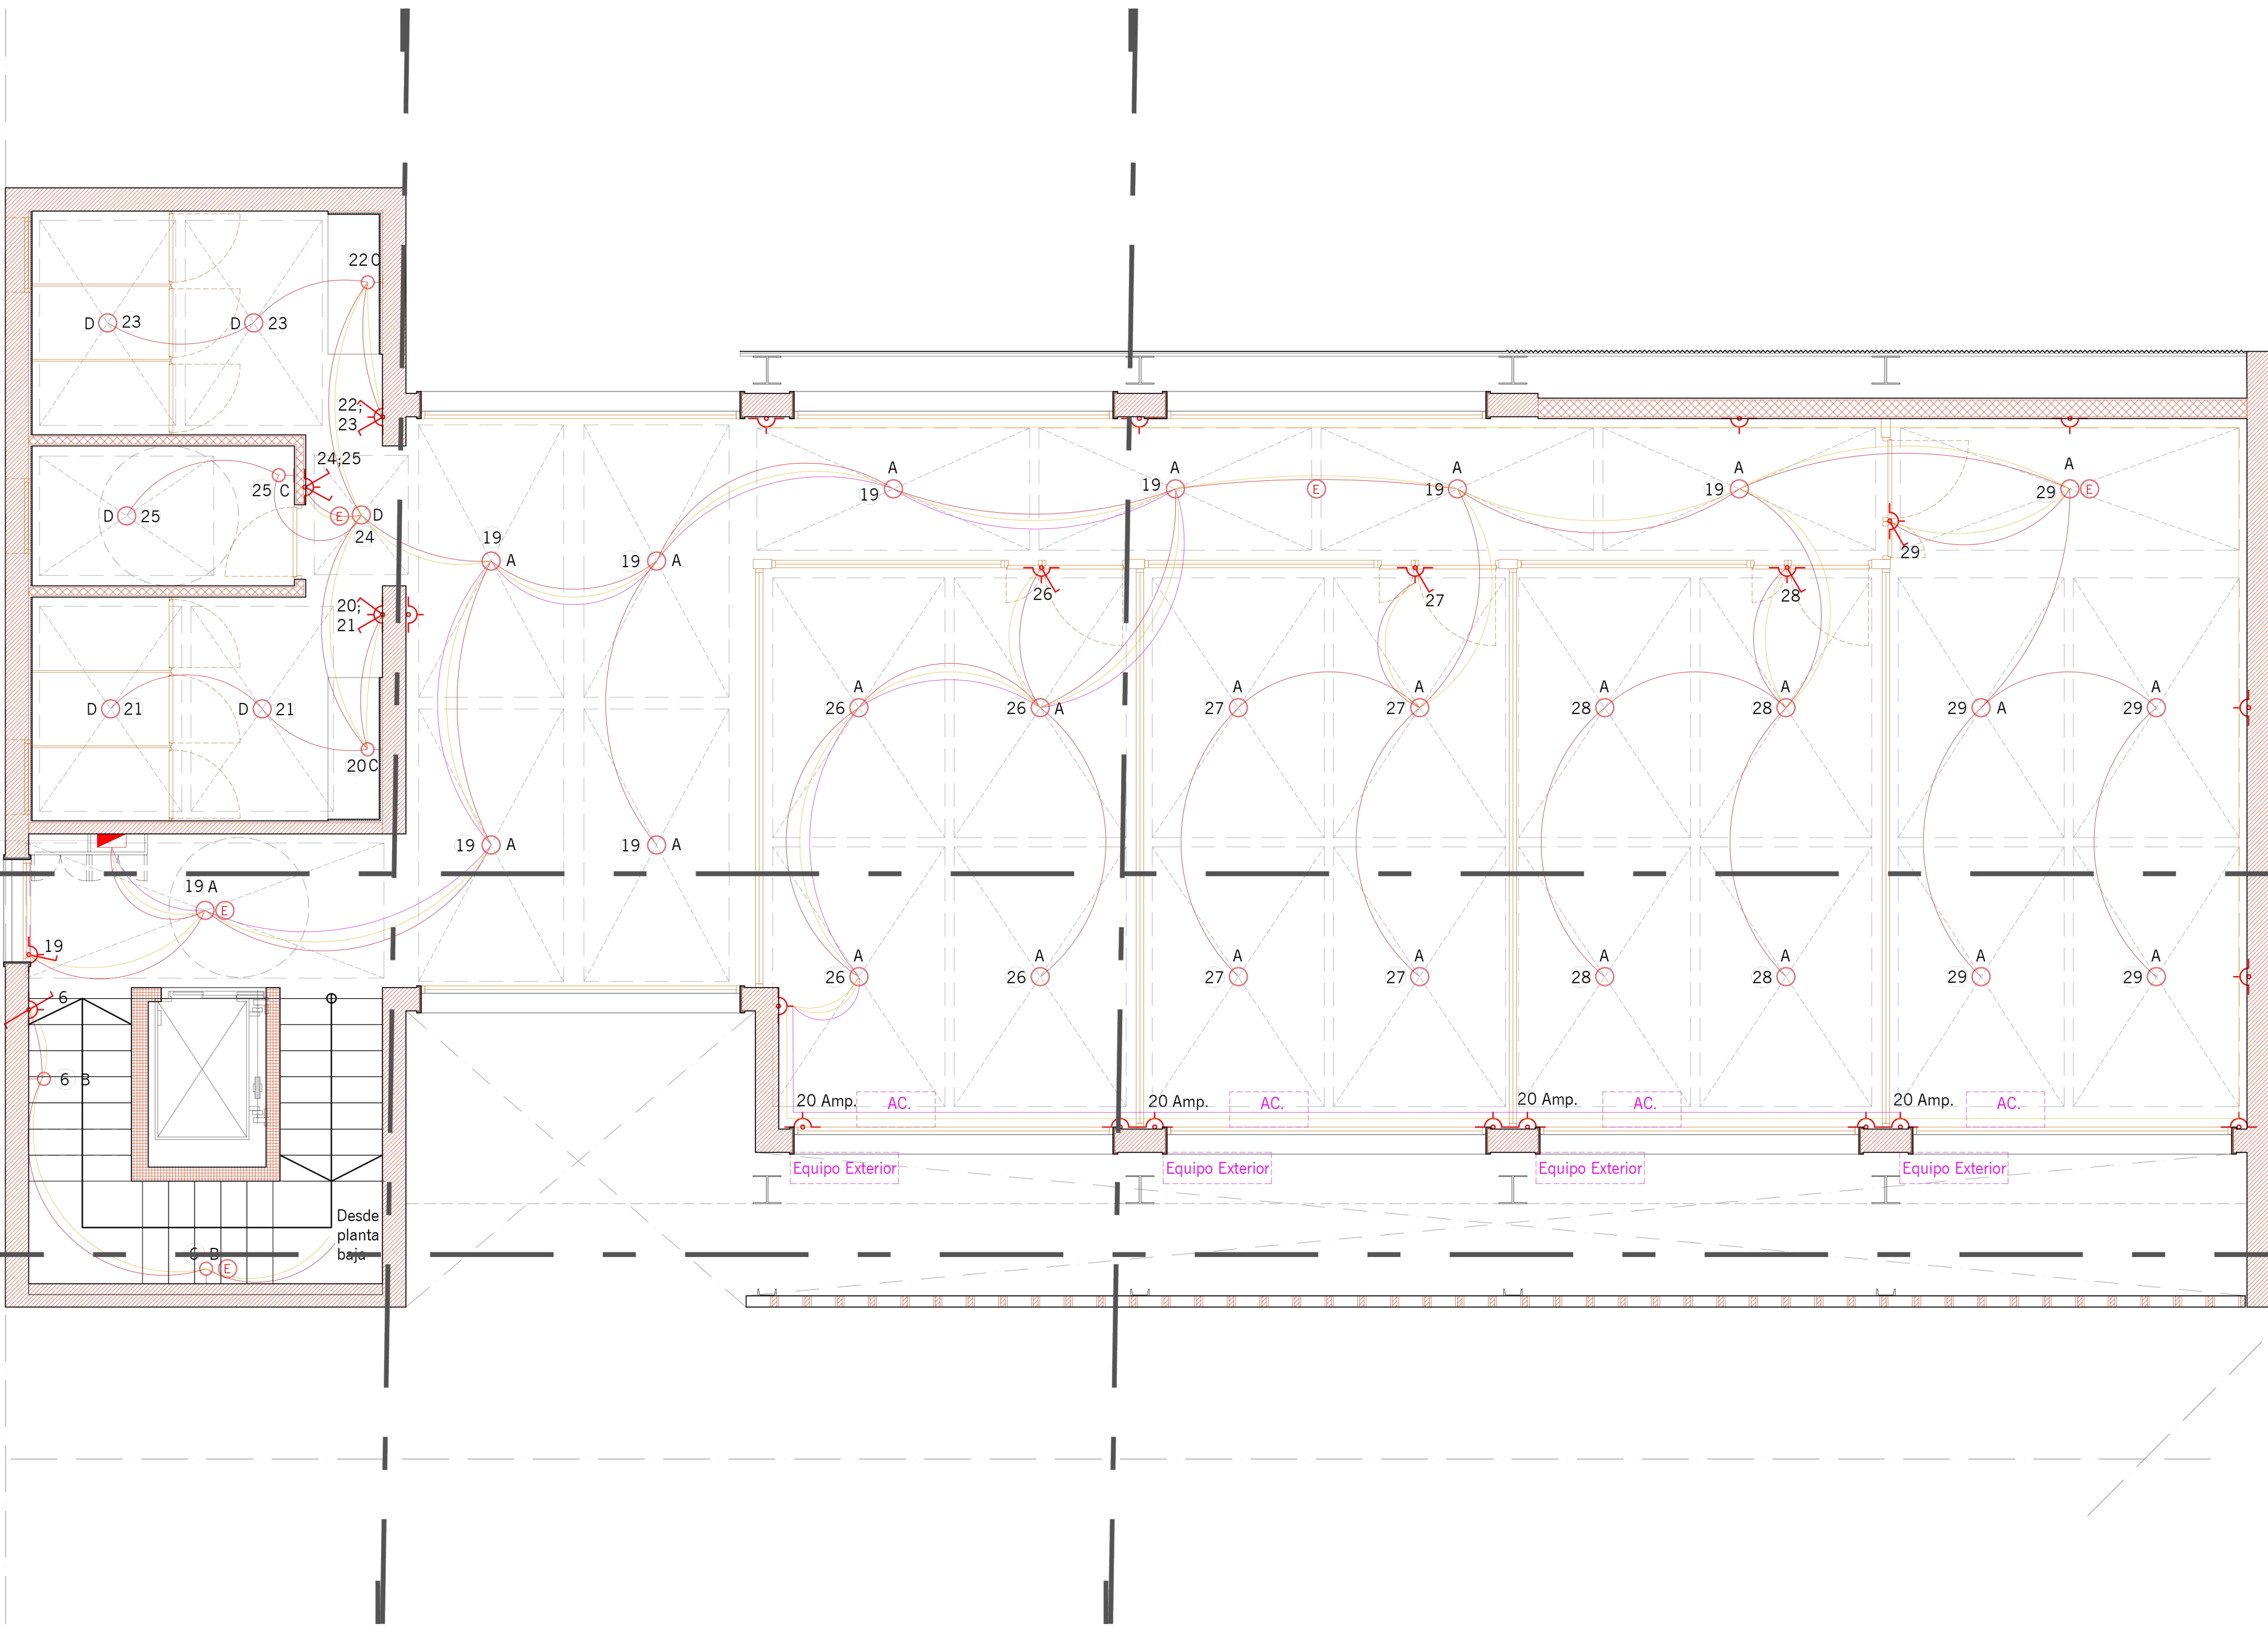 22 C
D 23
D 23
22;
23
24;25
25 C
D 25
E D
24
20;
21
D 21
D 21
20 C
19 A
E
19
6
6 B
C B
E
Desde
planta
baja
19
A
19 A
19 A
19 A
A
19
A
19
E
A
19
A
19
A
29 E
29
26
27
28
A
26
26 A
A
27
A
27
A
28
A
28
29 A
A
29
A
26
A
26
A
27
A
27
A
28
A
28
A
29
A
29
20 Amp.
AC.
20 Amp.
AC.
20 Amp.
AC.
20 Amp.
AC.
Equipo Exterior
Equipo Exterior
Equipo Exterior
Equipo Exterior